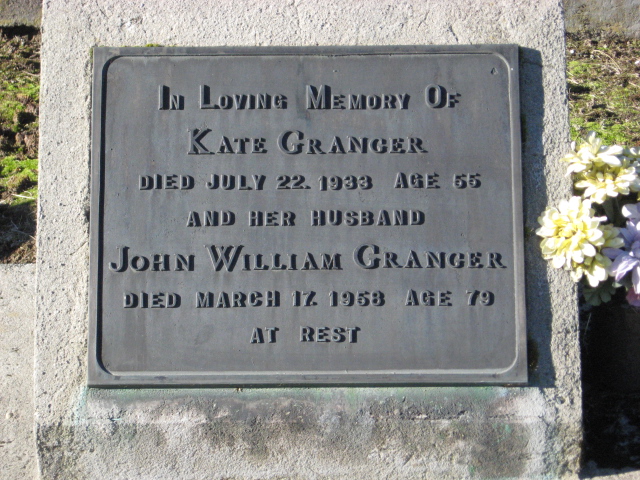 In Loving Memory Of
Kate Granger
DIED JULY 22. 1933 AGE 55
AND HER HUSBAND
John William Granger
DIED MARCH 17. 1958 AGE 79
AT REST